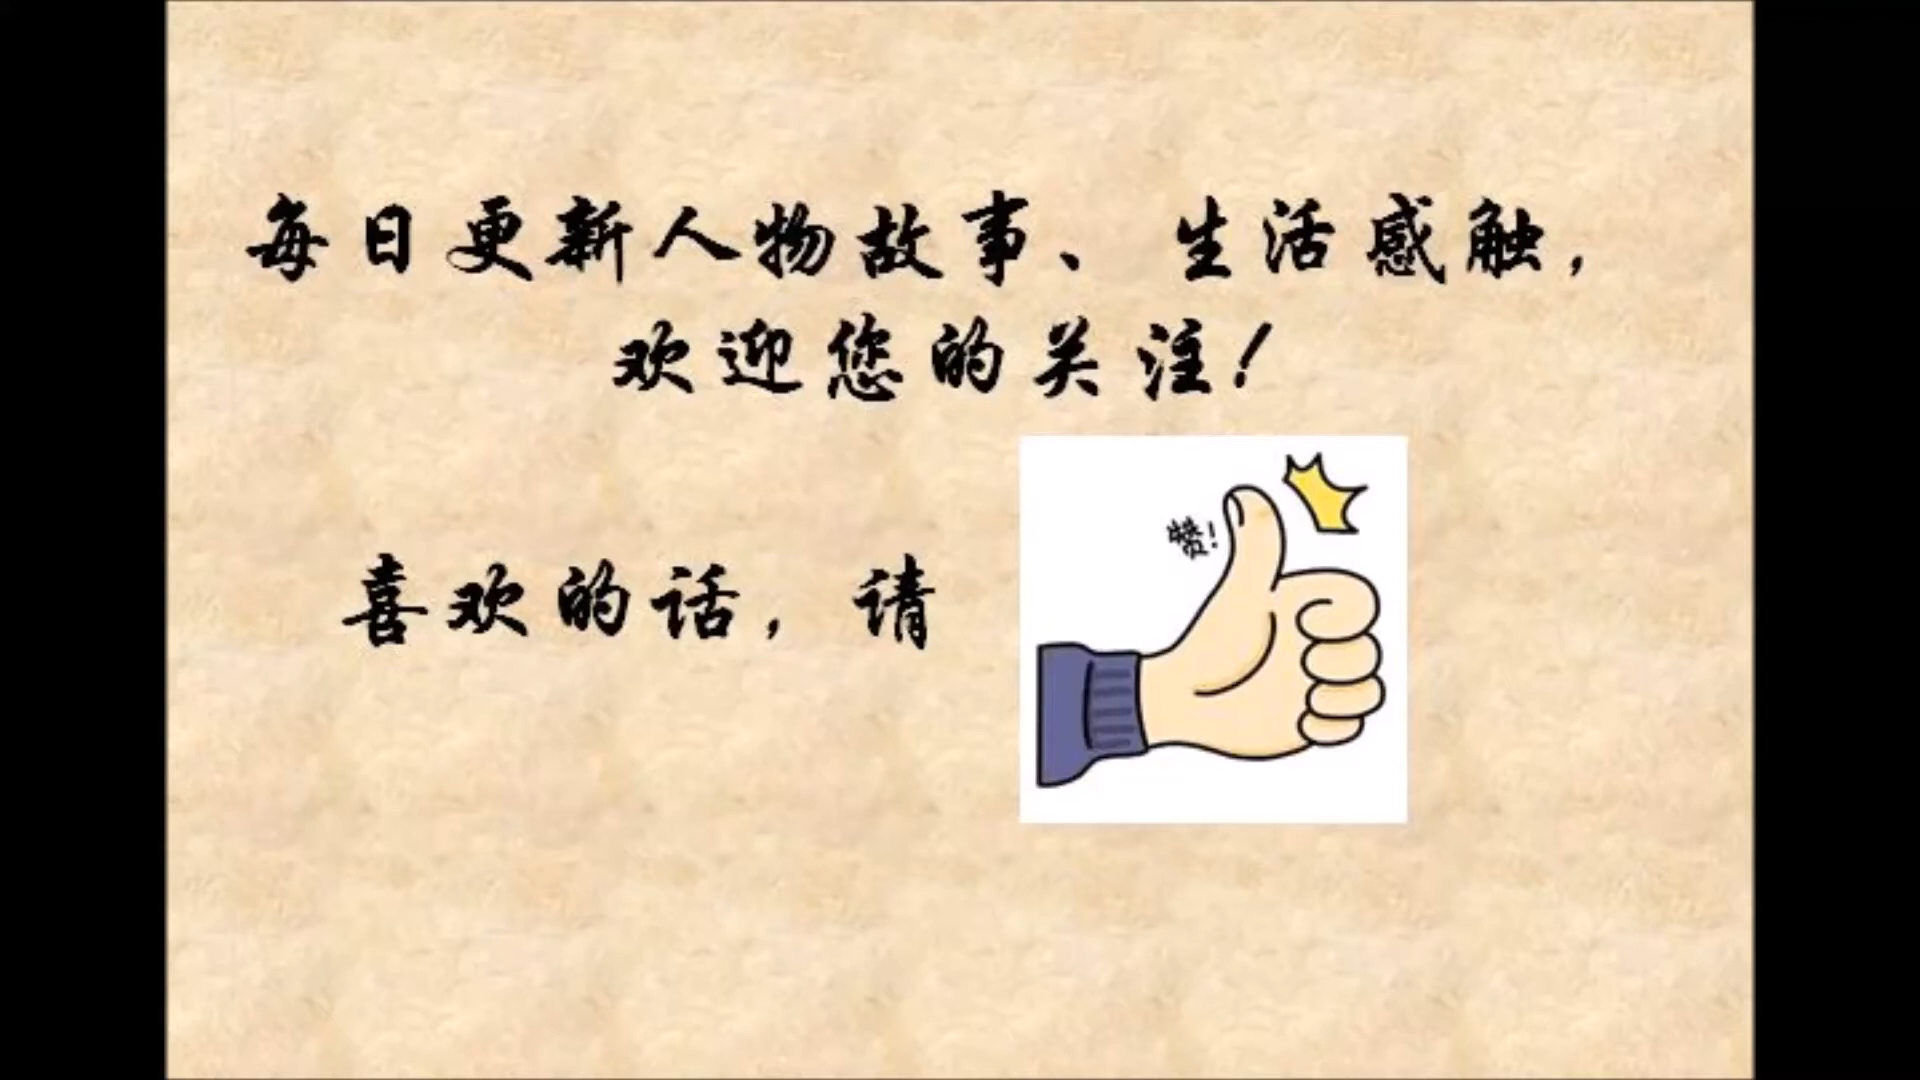 每日更新人物故事、生活感触，
欢迎您的关注！
赞！
喜欢的话，请